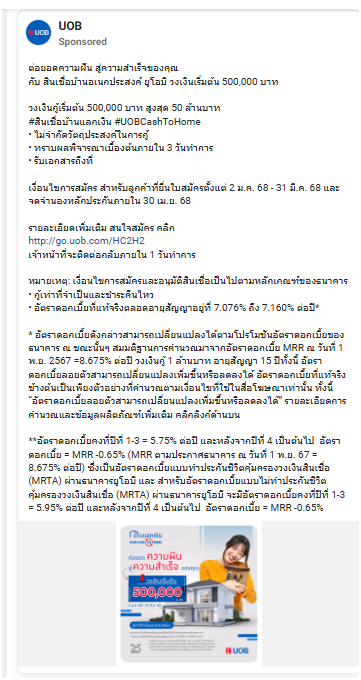 UOB
UOB
Sponsored
ต่อยอดความฝัน สู่ความสำเร็จของคุณ
กับ สินเชื่อบ้านอเนกประสงค์ ยูโอบี วงเงินเริ่มต้น 500,000 บาท
วงเงินกู้เริ่มต้น 500,000 บาท สูงสุด 50 ล้านบาท
#สินเชื่อบ้านแลกเงิน #UOBCashToHome
• ไม่จำกัดวัตถุประสงค์ในการกู้
• ทราบผลพิจารณาเบื้องต้นภายใน 3 วันทำการ
• รับเอกสารถึงที่
เงื่อนไขการสมัคร สำหรับลูกค้าที่ยื่นใบสมัครตั้งแต่ 2 ม.ค. 68 - 31 มี.ค. 68 และ
จดจำนองหลักประกันภายใน 30 เม.ย. 68
รายละเอียดเพิ่มเติม สนใจสมัคร คลิก
http://go.uob.com/HC2H2
เจ้าหน้าที่จะติดต่อกลับภายใน 1 วันทำการ
หมายเหตุ: เงื่อนไขการสมัครและอนุมัติสินเชื่อเป็นไปตามหลักเกณฑ์ของธนาคาร
• กู้เท่าที่จำเป็นและชำระคืนไหว
• อัตราดอกเบี้ยที่แท้จริงตลอดอายุสัญญาอยู่ที่ 7.076% ถึง 7.160% ต่อปี*
* อัตราดอกเบี้ยดังกล่าวสามารถเปลี่ยนแปลงได้ตามโปรโมชันอัตราดอกเบี้ยของ
ธนาคาร ณ ขณะนั้นๆ สมมติฐานการคำนวณมาจากอัตราดอกเบี้ย MRR ณ วันที่ 1
พ.ย. 2567 =8.675% ต่อปี วงเงินกู้ 1 ล้านบาท อายุสัญญา 15 ปีทั้งนี้ อัตรา
ดอกเบี้ยลอยตัวสามารถเปลี่ยนแปลงเพิ่มขึ้นหรือลดลงได้ อัตราดอกเบี้ยที่แท้จริง
ข้างต้นเป็นเพียงตัวอย่างที่คำนวณตามเงื่อนไขที่ใช้ในสื่อโฆษณาเท่านั้น ทั้งนี้
"อัตราดอกเบี้ยลอยตัวสามารถเปลี่ยนแปลงเพิ่มขึ้นหรือลดลงได้" รายละเอียดการ
คำนวณและข้อมูลผลิตภัณฑ์เพิ่มเติม คลิกลิงค์ด้านบน
**อัตราดอกเบี้ยคงที่ปีที่ 1-3 = 5.75% ต่อปี และหลังจากปีที่ 4 เป็นต้นไป อัตรา
ดอกเบี้ย = MRR -0.65% (MRR ตามประกาศธนาคาร ณ วันที่ 1 พ.ย. 67 =
8.675% ต่อปี) ซึ่งเป็นอัตราดอกเบี้ยแบบทำประกันชีวิตคุ้มครองวงเงินสินเชื่อ
(MRTA) ผ่านธนาคารยูโอบี และ สำหรับอัตราดอกเบี้ยแบบไม่ทำประกันชีวิต
คุ้มครองวงเงินสินเชื่อ (MRTA) ผ่านธนาคารยูโอบี จะมีอัตราดอกเบี้ยคงที่ปีที่ 1-3
= 5.95% ต่อปี และหลังจากปีที่ 4 เป็นต้นไป อัตราดอกเบี้ย = MRR -0.65%
ต่อยอด ความฝัน
สู่ ความสำเร็จ ของคุณ
วงเงินเริ่มต้น
500,000
25
UOB